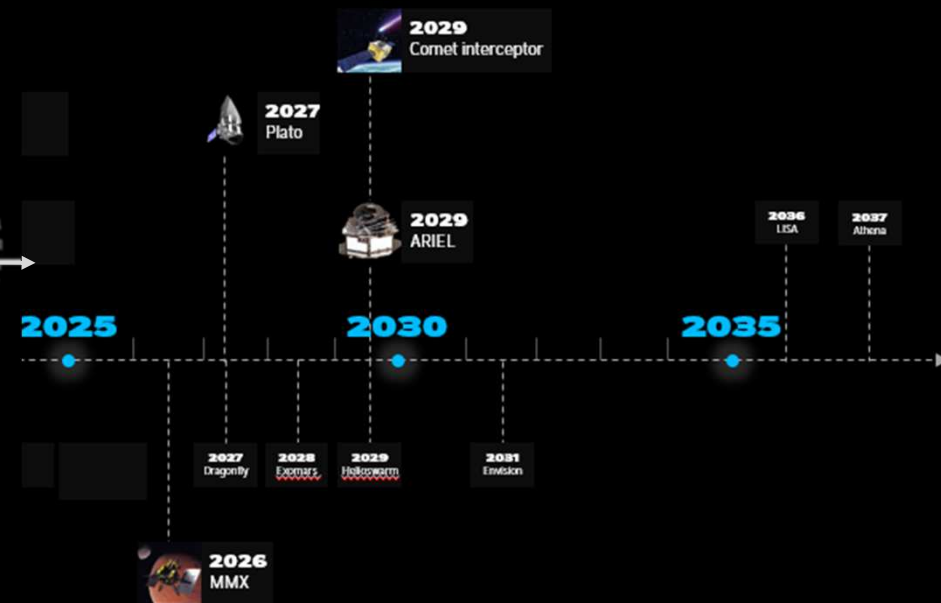 2029
Comet interceptor
2027
Plato
2029
ARIEL
2036
LISA
2037
Athena
2025
2030
2035
2027
Dragonfly
2028
Exomars
2029
Helioswarm
2031
Envision
2026
MMX